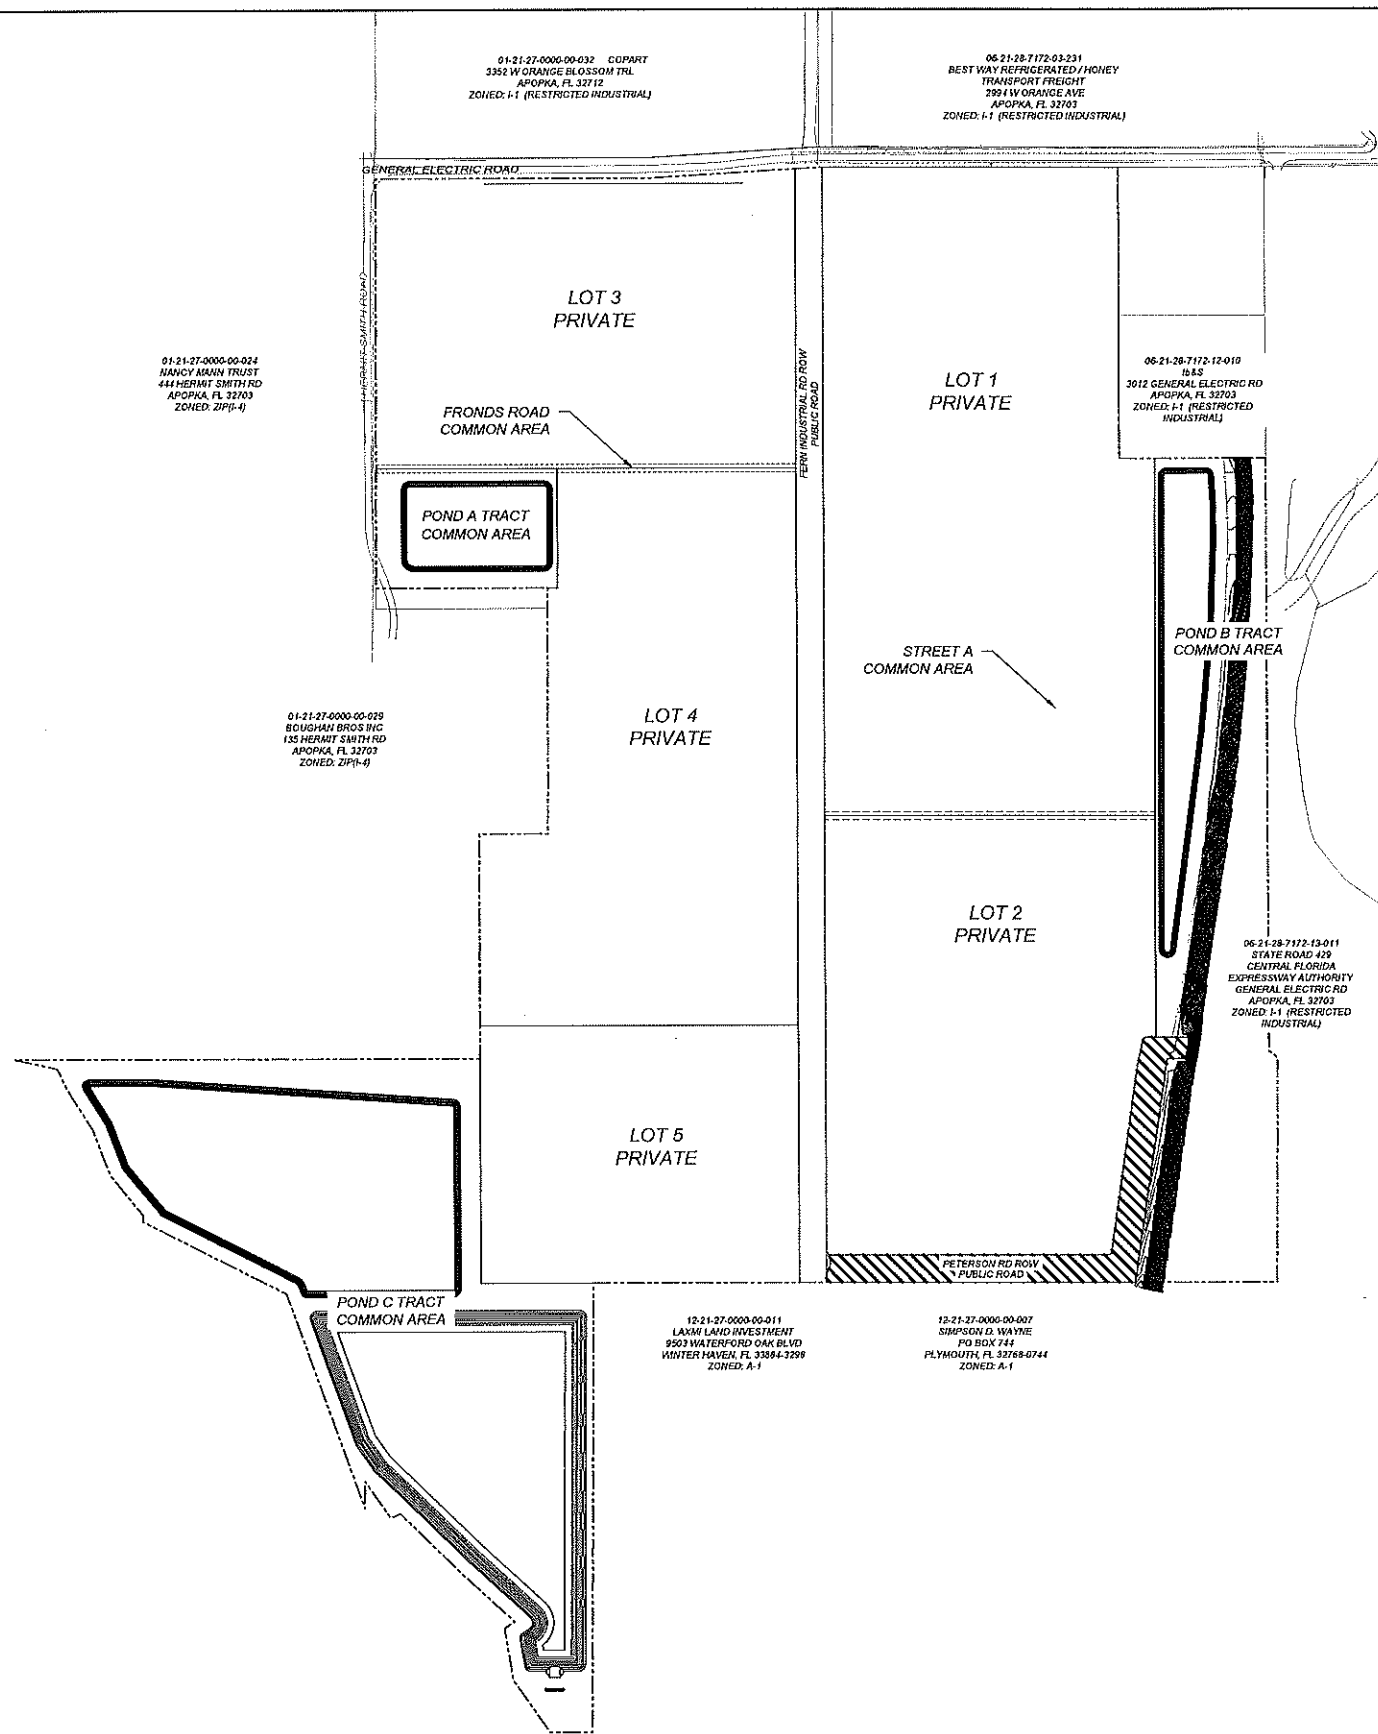 01-21-27-0000-00-032 COPART
3352 W ORANGE BLOSSOM TRL
APOPKA, FL 32712
ZONED: I-1 (RESTRICTED INDUSTRIAL)
06-21-28-7172-03-231
BEST WAY REFRIGERATED / HONEY
TRANSPORT FREIGHT
2991 W ORANGE AVE
APOPKA, FL 32703
ZONED: I-1 (RESTRICTED INDUSTRIAL)
GENERAL ELECTRIC ROAD
HERMIT SMITH ROAD
LOT 3
PRIVATE
01-21-27-0000-00-024
NANCY MANN TRUST
444 HERMIT SMITH RD
APOPKA, FL 32703
ZONED: ZIP(I-4)
FERN INDUSTRIAL RD ROW
PUBLIC ROAD
LOT 1
PRIVATE
06-21-28-7172-12-010
3012 GENERAL ELECTRIC RD
APOPKA, FL 32703
ZONED: I-1 (RESTRICTED
INDUSTRIAL)
FRONDS ROAD
COMMON AREA
POND A TRACT
COMMON AREA
POND B TRACT
COMMON AREA
STREET A
COMMON AREA
01-21-27-0000-00-029
BOUGHAN BROS INC
135 HERMIT SMITH RD
APOPKA, FL 32703
ZONED: ZIP(I-4)
LOT 4
PRIVATE
LOT 2
PRIVATE
06-21-28-7172-13-011
STATE ROAD 429
CENTRAL FLORIDA
EXPRESSWAY AUTHORITY
GENERAL ELECTRIC RD
APOPKA, FL 32703
ZONED: I-1 (RESTRICTED
INDUSTRIAL)
LOT 5
PRIVATE
PETERSON RD ROW
PUBLIC ROAD
POND C TRACT
COMMON AREA
12-21-27-0000-00-011
LAXMI LAND INVESTMENT
9503 WATERFORD OAK BLVD
WINTER HAVEN, FL 33884-3298
ZONED: A-1
12-21-27-0000-00-007
SIMPSON D. WAYNE
PO BOX 744
PLYMOUTH, FL 32768-0744
ZONED: A-1